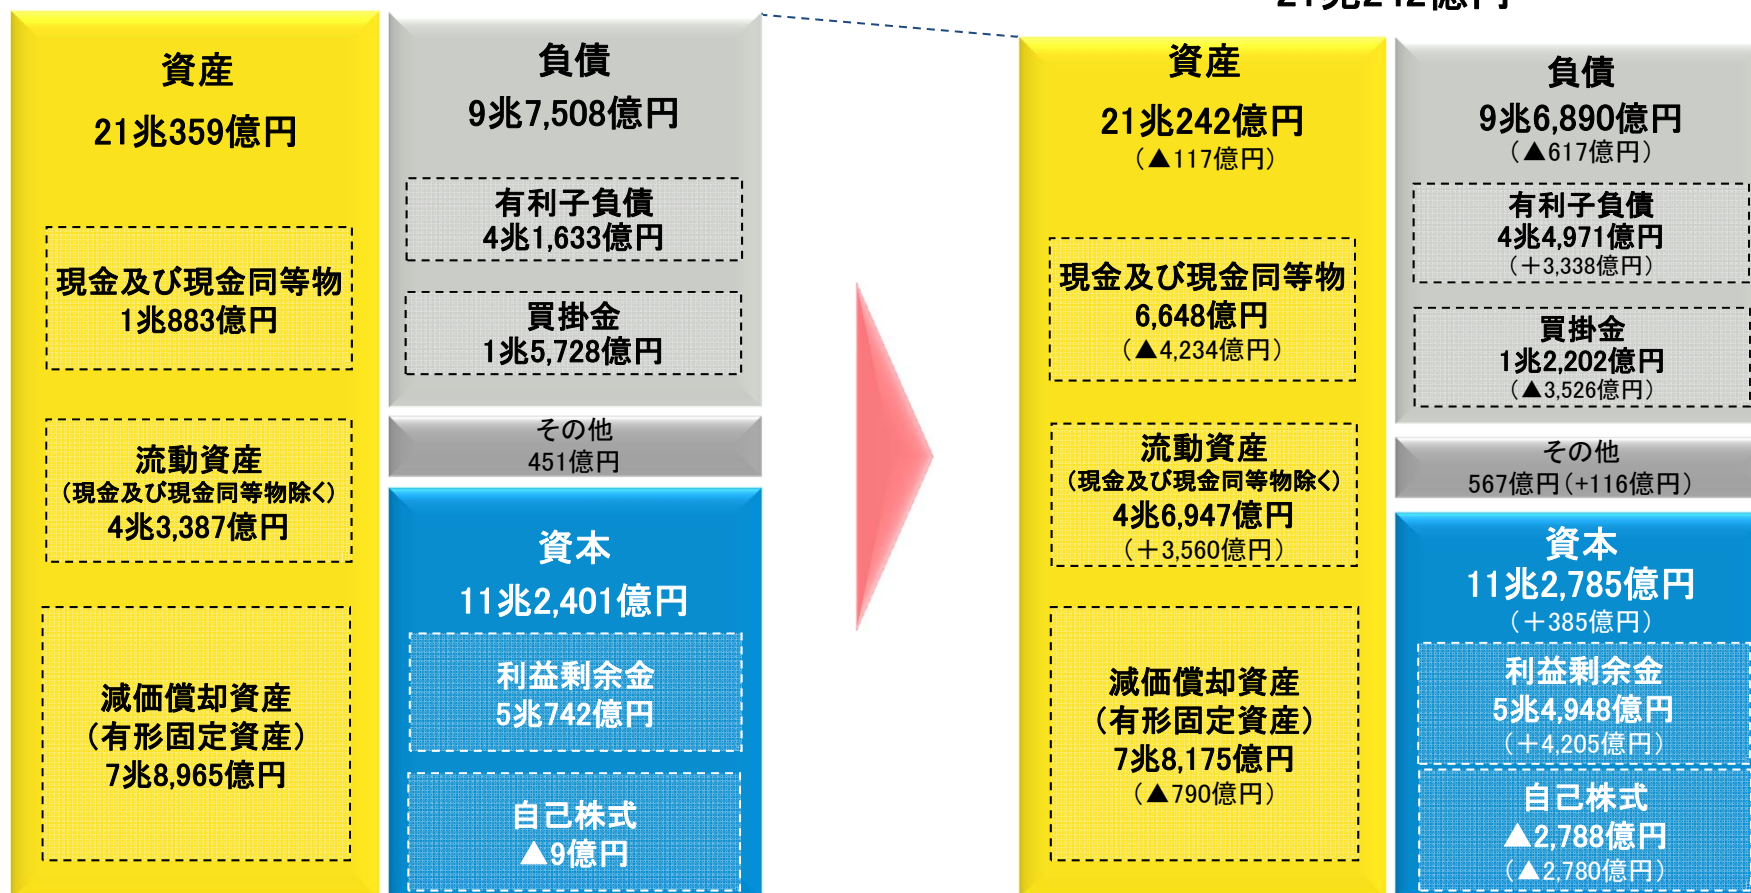 21兆242億円
資産
21兆359億円
現金及び現金同等物
1兆883億円
流動資産
(現金及び現金同等物除く)
4兆3,387億円
減価償却資産
(有形固定資産)
7兆8,965億円
負債
9兆7,508億円
有利子負債
4兆1,633億円
買掛金
1兆5,728億円
その他
451億円
資本
11兆2,401億円
利益剰余金
5兆742億円
自己株式
▲9億円
資産
21兆242億円
(▲117億円)
現金及び現金同等物
6,648億円
(▲4,234億円)
流動資産
(現金及び現金同等物除く)
4兆6,947億円
(+3,560億円)
減価償却資産
(有形固定資産)
7兆8,175億円
(▲790億円)
負債
9兆6,890億円
(▲617億円)
有利子負債
4兆4,971億円
(+3,338億円)
買掛金
1兆2,202億円
(▲3,526億円)
その他
567億円(+116億円)
資本
11兆2,785億円
(+385億円)
利益剰余金
5兆4,948億円
(+4,205億円)
自己株式
▲2,788億円
(▲2,780億円)